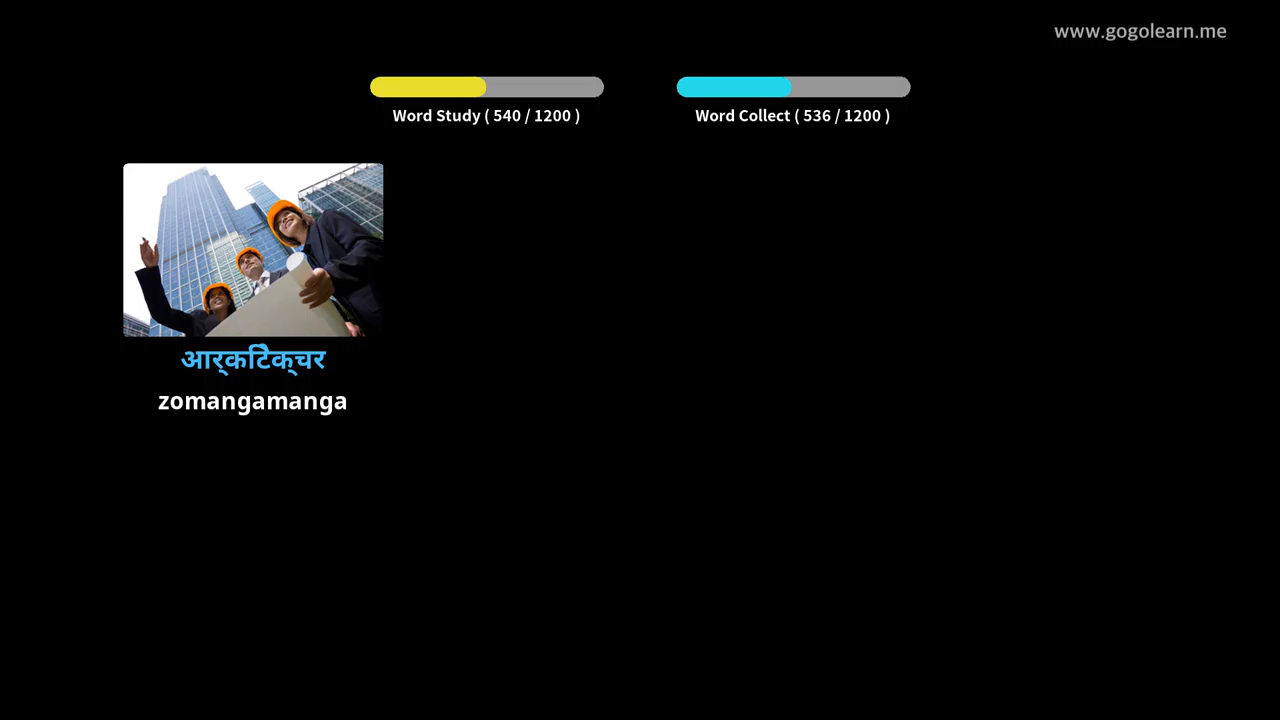 www.gogolearn.me
Word Study ( 540 / 1200 )
Word Collect ( 536 / 1200 )
आर्किटेक्चर
zomangamanga